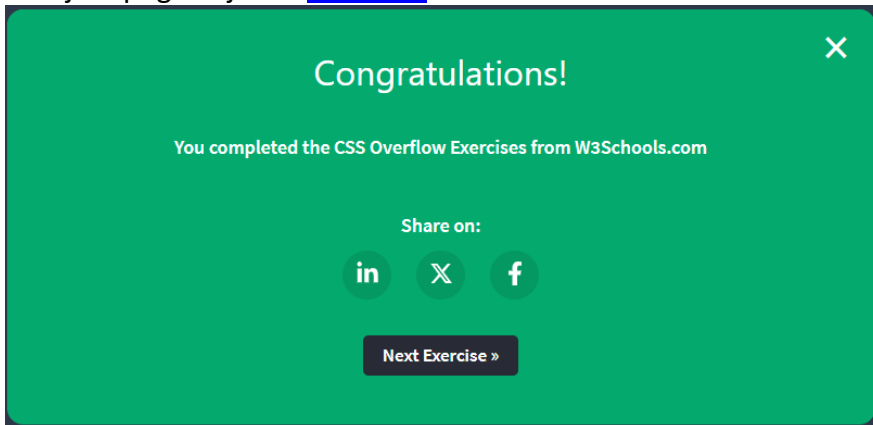 Congratulations!
You completed the CSS Overflow Exercises from W3Schools.com
Share on:
in X f
Next Exercise »